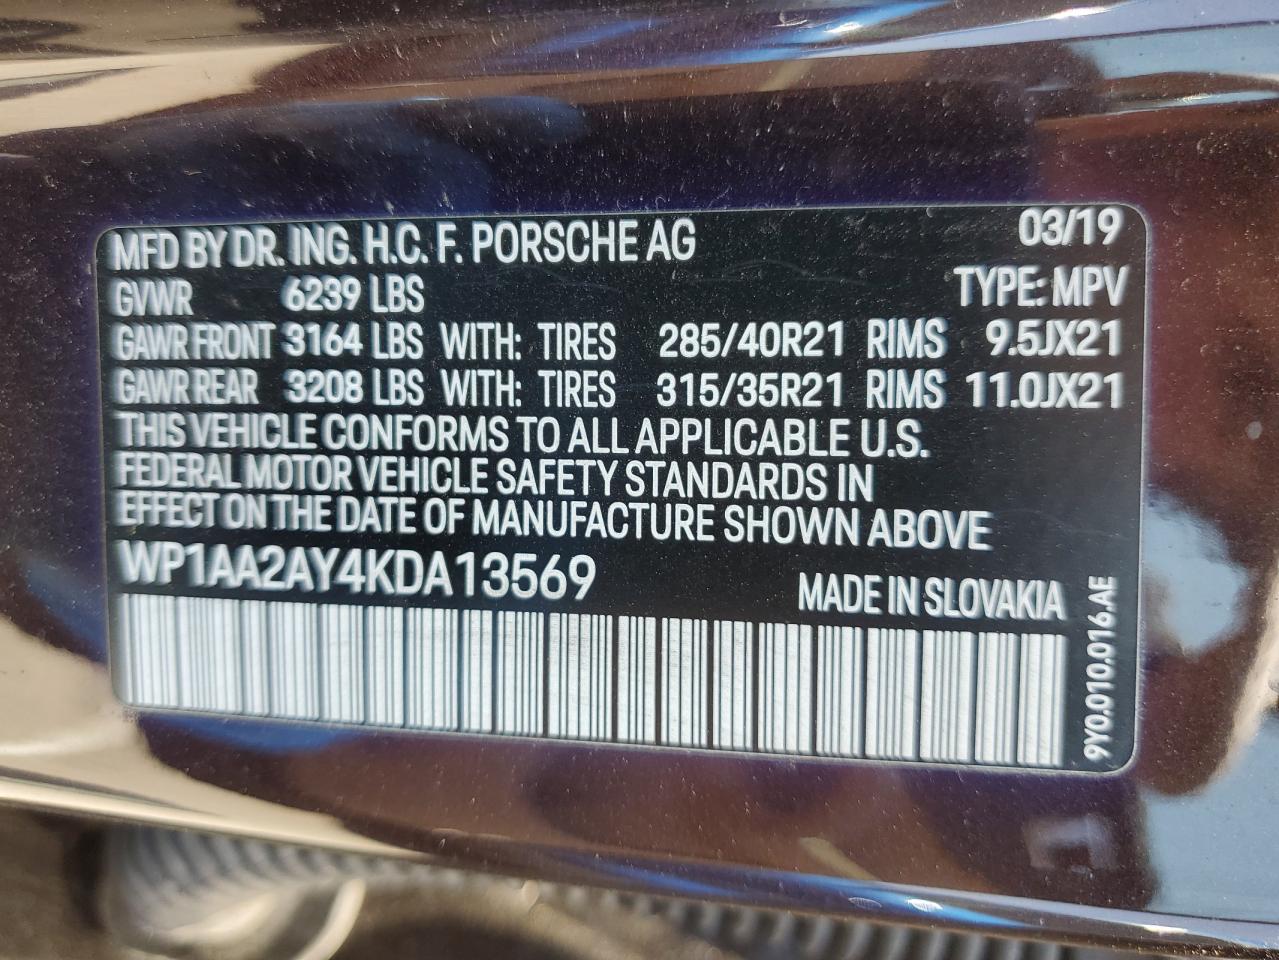 MFD BY DR. ING. H.C. F. PORSCHE AG 03/19
GVWR 6239 LBS TYPE: MPV
GAWR FRONT 3164 LBS WITH: TIRES 285/40R21 RIMS 9.5JX21
GAWR REAR 3208 LBS WITH: TIRES 315/35R21 RIMS 11.0JX21
THIS VEHICLE CONFORMS TO ALL APPLICABLE U.S.
FEDERAL MOTOR VEHICLE SAFETY STANDARDS IN
EFFECT ON THE DATE OF MANUFACTURE SHOWN ABOVE
WP1AA2AY4KDA13569 MADE IN SLOVAKIA
9Y0.010.016.AE